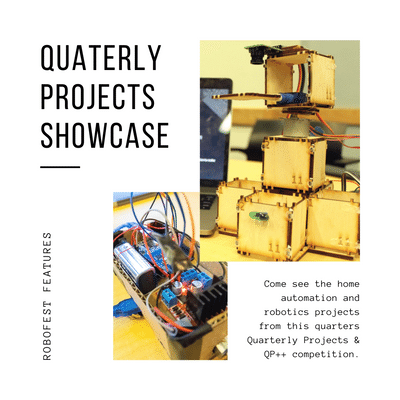 QUATERLY
PROJECTS
SHOWCASE
ROBOFEST FEATURES
Come see the home
automation and
robotics projects
from this quarters
Quarterly Projects &
QP++ competition.